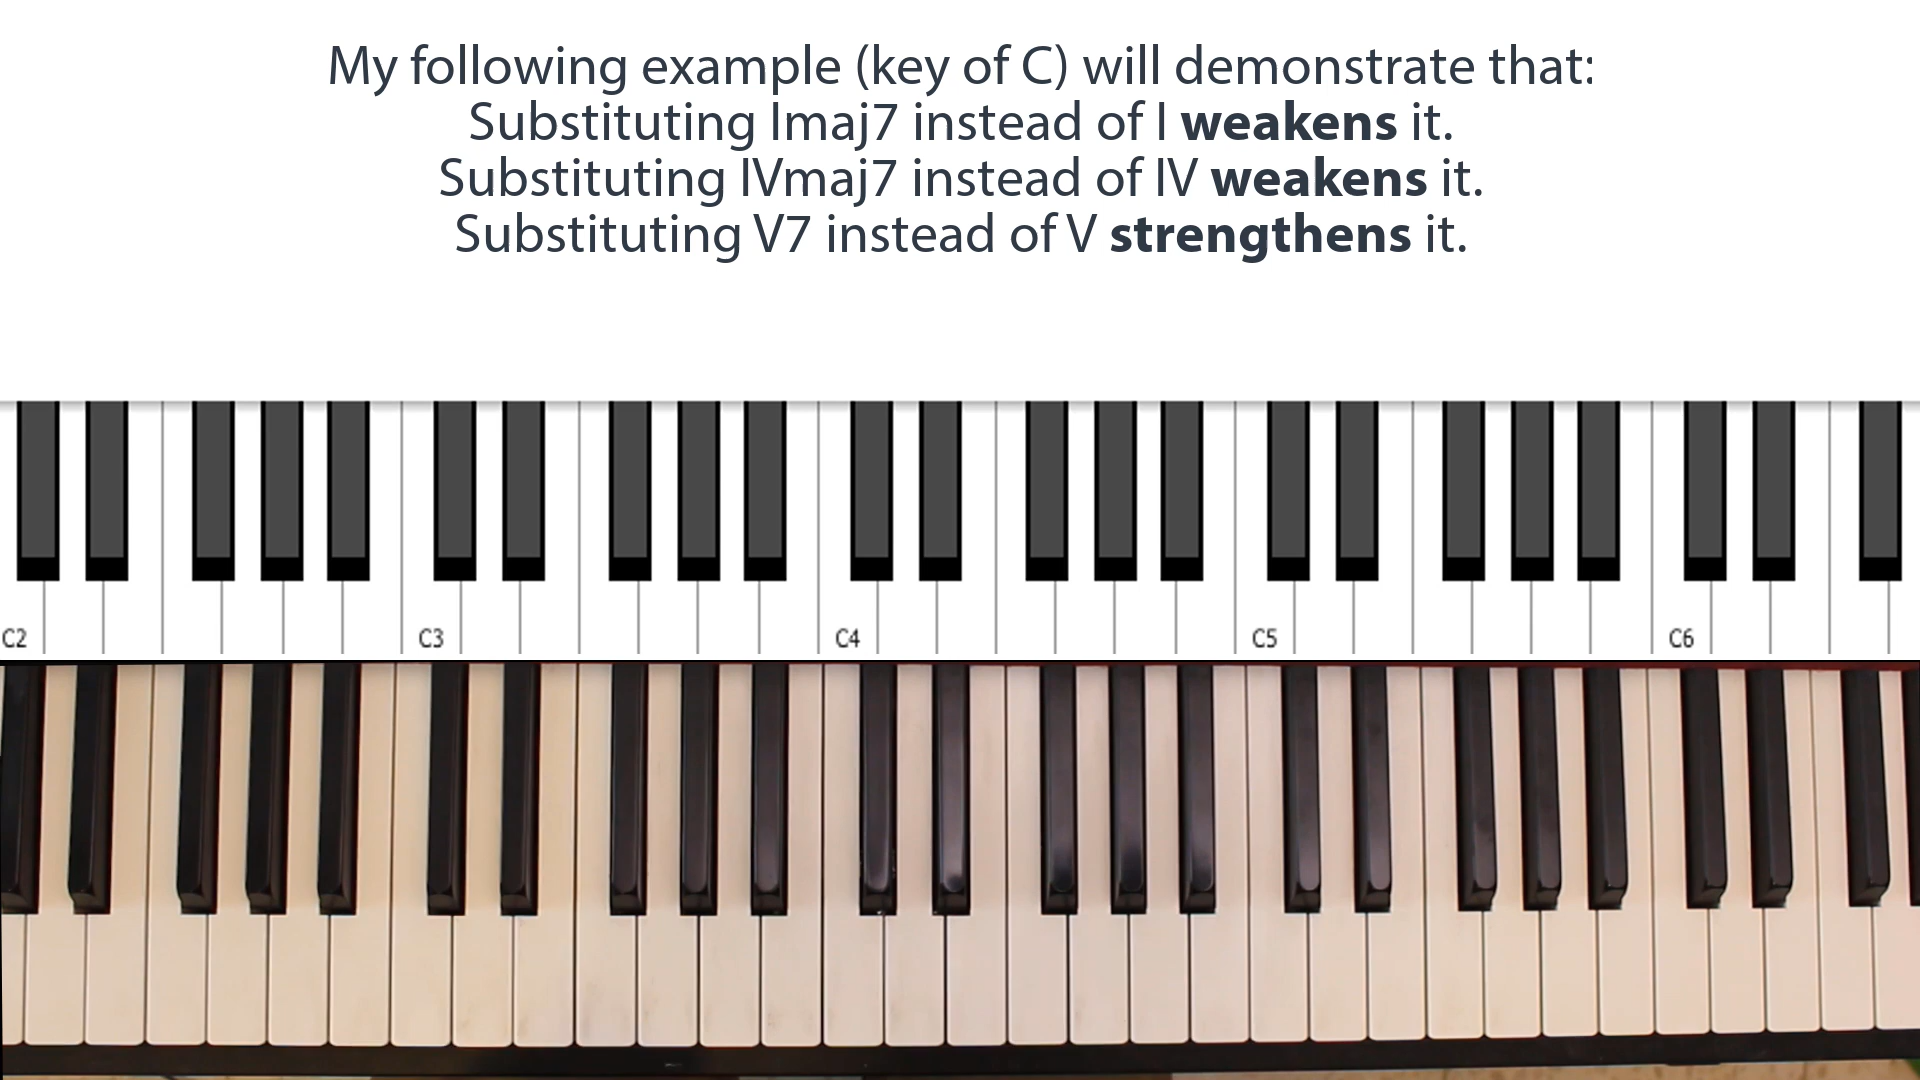 My following example (key of C) will demonstrate that:
Substituting Imaj7 instead of I weakens it.
Substituting IVmaj7 instead of IV weakens it.
Substituting V7 instead of V strengthens it.
C2 C3 C4 C5 C6